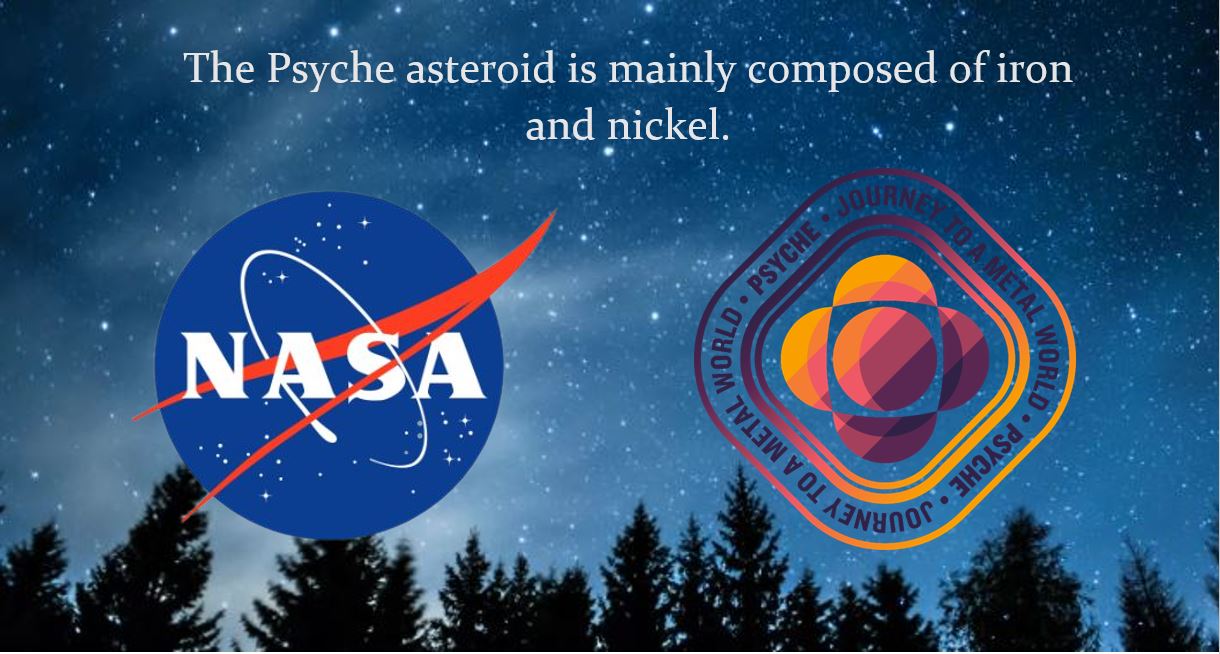 The Psyche asteroid is mainly composed of iron
and nickel.
NASA
PSYCHE • JOURNEY TO A METAL WORLD • PSYCHE • JOURNEY TO A METAL WORLD •